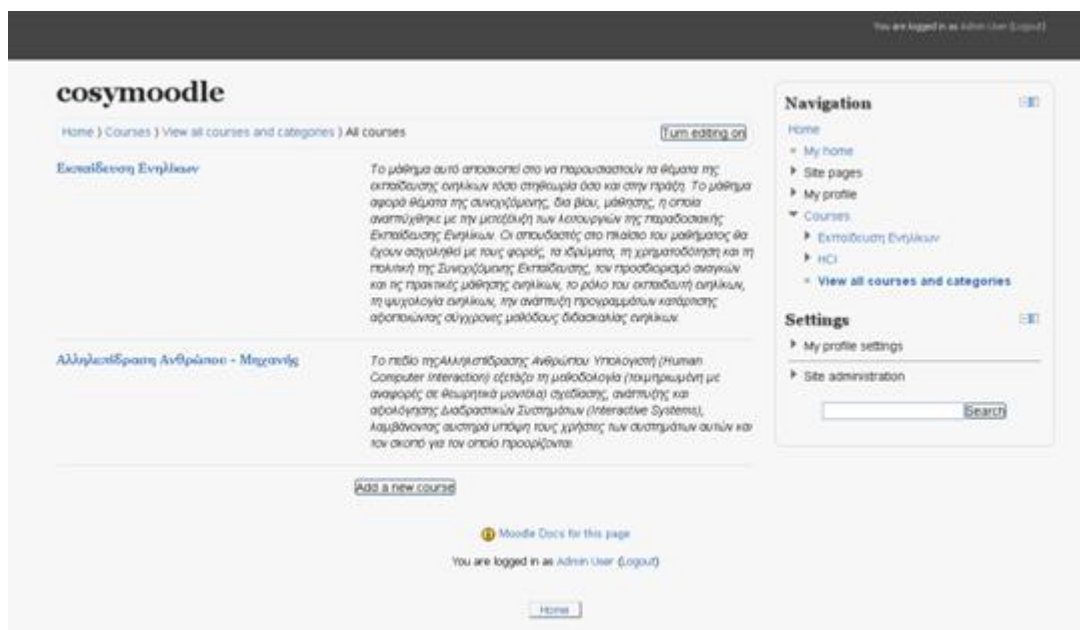 You are logged in as Admin User (Logout)
cosymoodle
Home ) Courses ) View all courses and categories ) All courses
Turn editing on
Εκπαίδευση Ενηλίκων
Το μάθημα αυτό αποσκοπεί στο να παρουσιαστούν τα θέματα της
εκπαίδευσης ενηλίκων τόσο στηθεωρία όσο και στην πράξη. Το μάθημα
αφορά θέματα της συνεχιζόμενης, δια βίου, μάθησης, η οποία
αναπτύχθηκε με την μετεξέλιξη των λειτουργιών της παραδοσιακής
Εκπαίδευσης Ενηλίκων. Οι σπουδαστές στο πλαίσιο του μαθήματος θα
έχουν ασχοληθεί με τους φορείς, τα ιδρύματα, τη χρηματοδότηση και τη
πολιτική της Συνεχιζόμενης Εκπαίδευσης, τον προσδιορισμό αναγκών
και τις πρακτικές μάθησης ενηλίκων, το ρόλο του εκπαιδευτή ενηλίκων,
τη ψυχολογία ενηλίκων, την ανάπτυξη προγραμμάτων κατάρτισης
αξιοποιώντας σύγχρονες μεθόδους διδασκαλίας ενηλίκων.
Αλληλεπίδραση Ανθρώπου - Μηχανής
Το πεδίο τηςΑλληλεπίδρασης Ανθρώπου Υπολογιστή (Human
Computer Interaction) εξετάζει τη μεθοδολογία (τεκμηριωμένη με
αναφορές σε θεωρητικά μοντέλα) σχεδίασης, ανάπτυξης και
αξιολόγησης Διαδραστικών Συστημάτων (Interactive Systems),
λαμβάνοντας αυστηρά υπόψη τους χρήστες των συστημάτων αυτών και
τον σκοπό για τον οποίο προορίζονται.
Add a new course
Moodle Docs for this page
You are logged in as Admin User (Logout)
Home
Navigation
Home
My home
Site pages
My profile
Courses
Εκπαίδευση Ενηλίκων
HCI
View all courses and categories
Settings
My profile settings
Site administration
Search